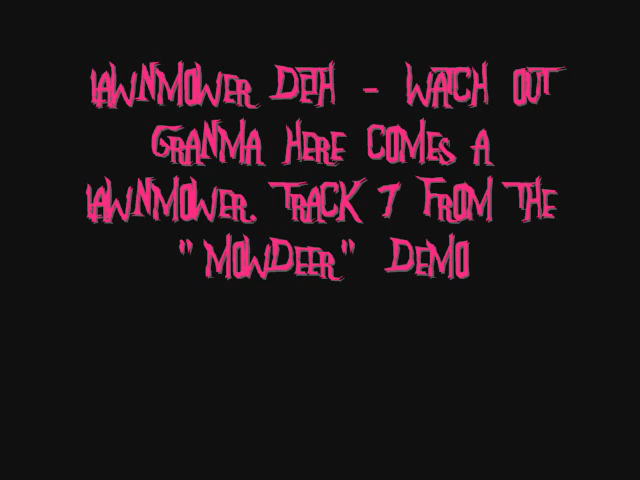 LAWNMOWER DETH - WATCH OUT
GRANMA HERE COMES A
LAWNMOWER. TRACK 7 FROM THE
"MOWDEER" DEMO